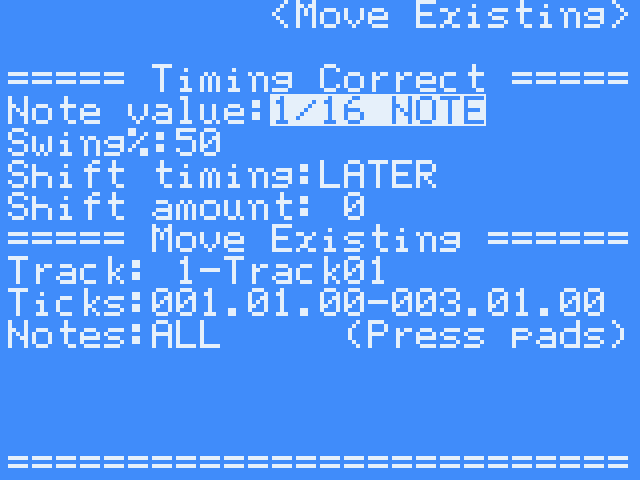 <Move Existing>
===== Timing Correct =====
Note value:1/16 NOTE
Swing%:50
Shift timing:LATER
Shift amount: 0
===== Move Existing ======
Track: 1-Track01
Ticks:001.01.00-003.01.00
Notes:ALL (Press pads)
==========================